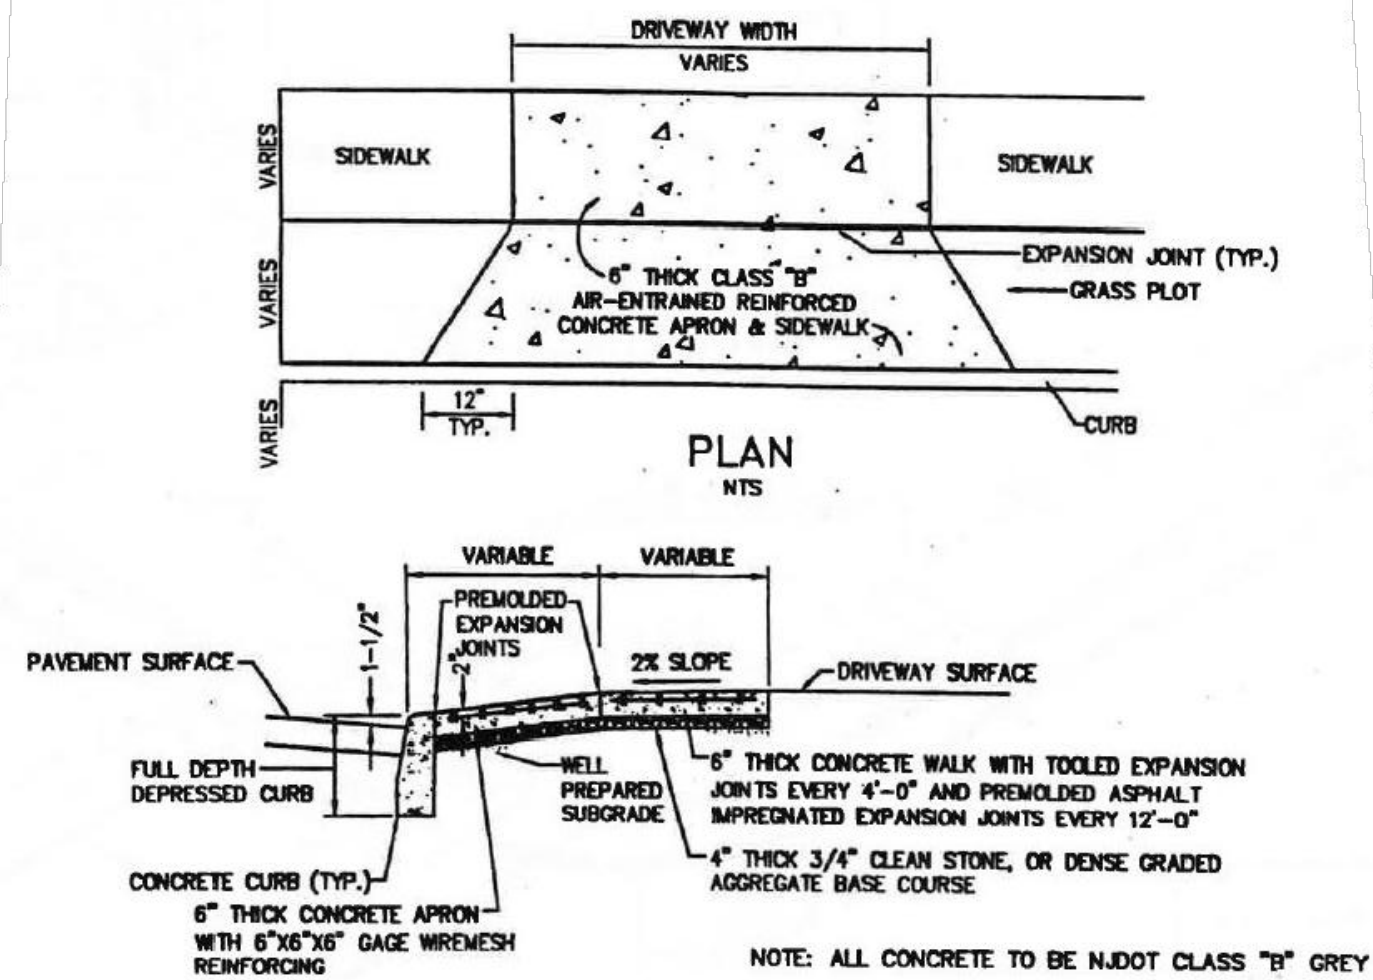 DRIVEWAY WIDTH
VARIES
VARIES
SIDEWALK
SIDEWALK
VARIES
EXPANSION JOINT (TYP.)
GRASS PLOT
6" THICK CLASS "B"
AIR-ENTRAINED REINFORCED
CONCRETE APRON & SIDEWALK
12"
TYP.
VARIES
CURB
PLAN
NTS
VARIABLE
VARIABLE
PREMOLDED
EXPANSION
JOINTS
1-1/2"
2"
2% SLOPE
PAVEMENT SURFACE
DRIVEWAY SURFACE
FULL DEPTH
DEPRESSED CURB
WELL
PREPARED
SUBGRADE
6" THICK CONCRETE WALK WITH TOOLED EXPANSION
JOINTS EVERY 4'-0" AND PREMOLDED ASPHALT
IMPREGNATED EXPANSION JOINTS EVERY 12'-0"
4" THICK 3/4" CLEAN STONE, OR DENSE GRADED
AGGREGATE BASE COURSE
CONCRETE CURB (TYP.)
6" THICK CONCRETE APRON
WITH 6"X6"X6" GAGE WIREMESH
REINFORCING
NOTE: ALL CONCRETE TO BE NJDOT CLASS "B" GREY